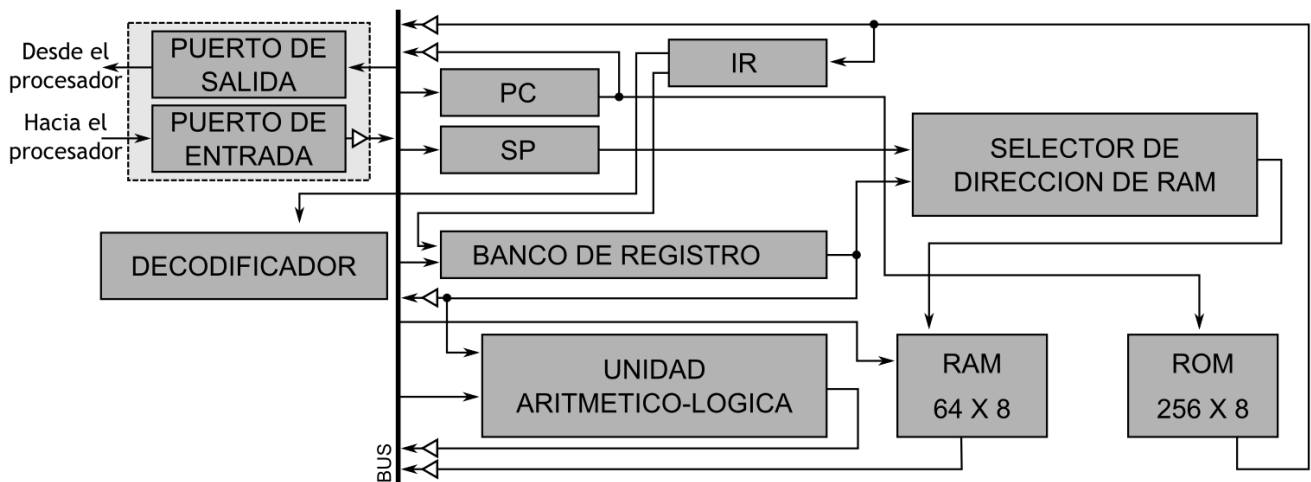 Desde el
procesador
PUERTO DE
SALIDA
Hacia el
procesador
PUERTO DE
ENTRADA
IR
PC
SP
SELECTOR DE
DIRECCION DE RAM
DECODIFICADOR
BANCO DE REGISTRO
UNIDAD
ARITMETICO-LOGICA
RAM
64 X 8
ROM
256 X 8
BUS